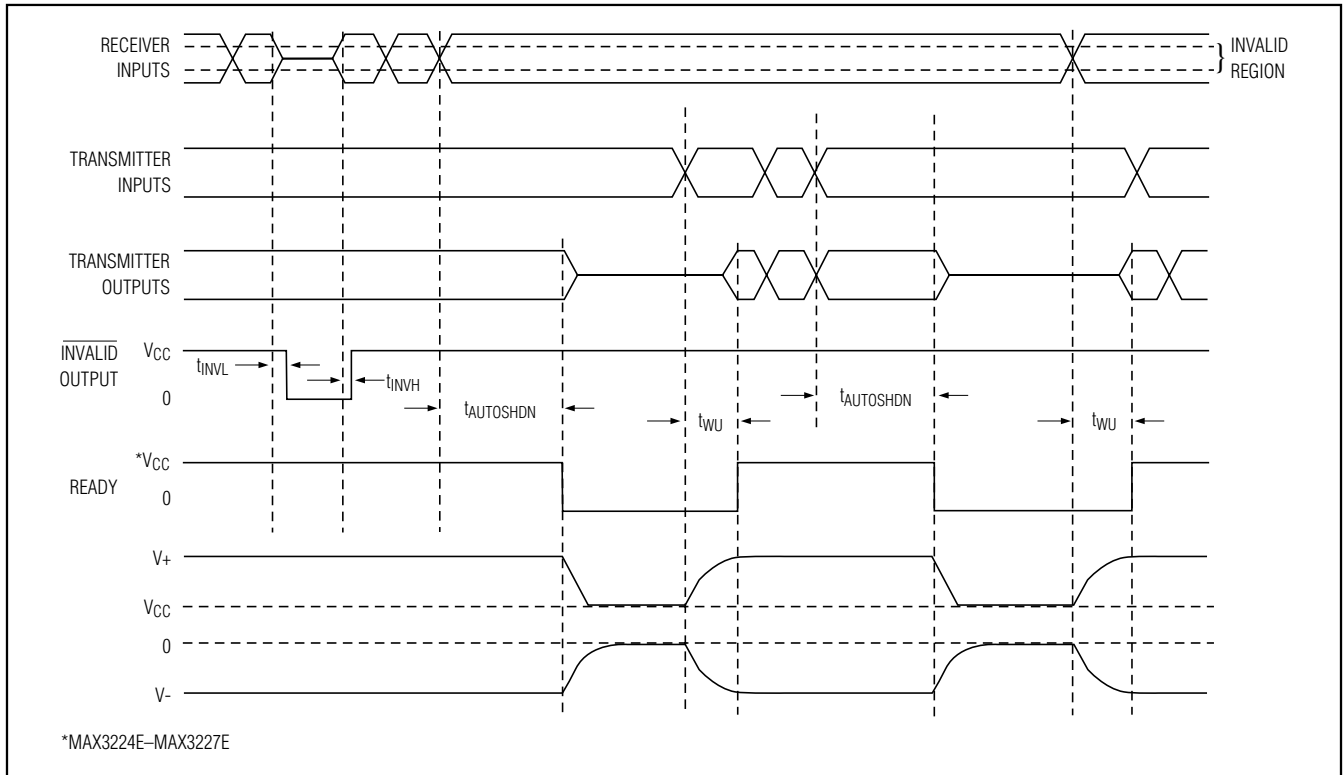 RECEIVER
INPUTS
} INVALID
REGION
TRANSMITTER
INPUTS
TRANSMITTER
OUTPUTS
INVALID
OUTPUT
VCC
0
tINVL
tINVH
tAUTOSHDN
tWU
tAUTOSHDN
tWU
*VCC
READY
0
V+
VCC
0
V-
*MAX3224E–MAX3227E